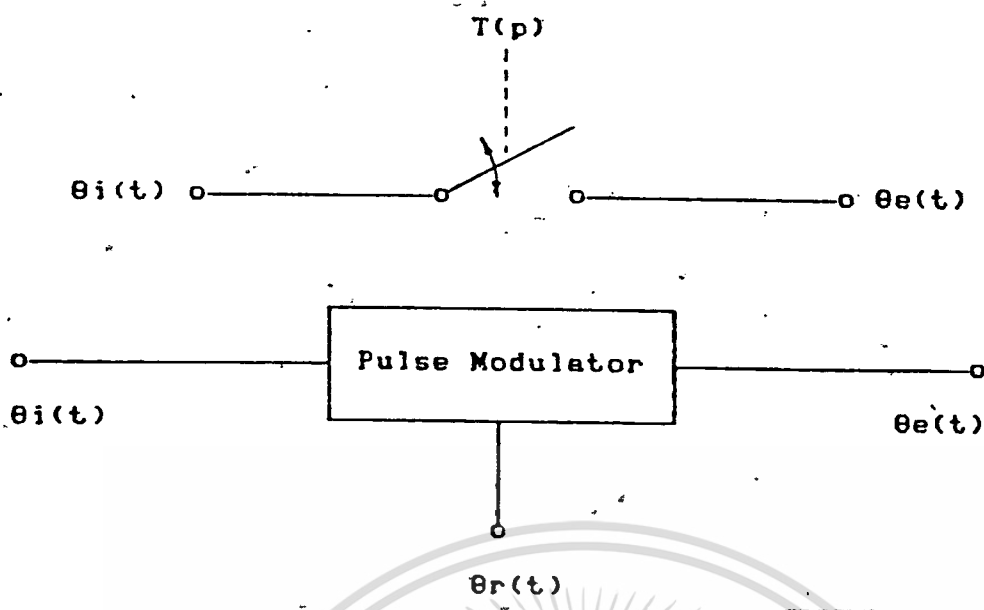 T(p)
θi(t) θe(t)
Pulse Modulator
θi(t) θe(t)
θr(t)